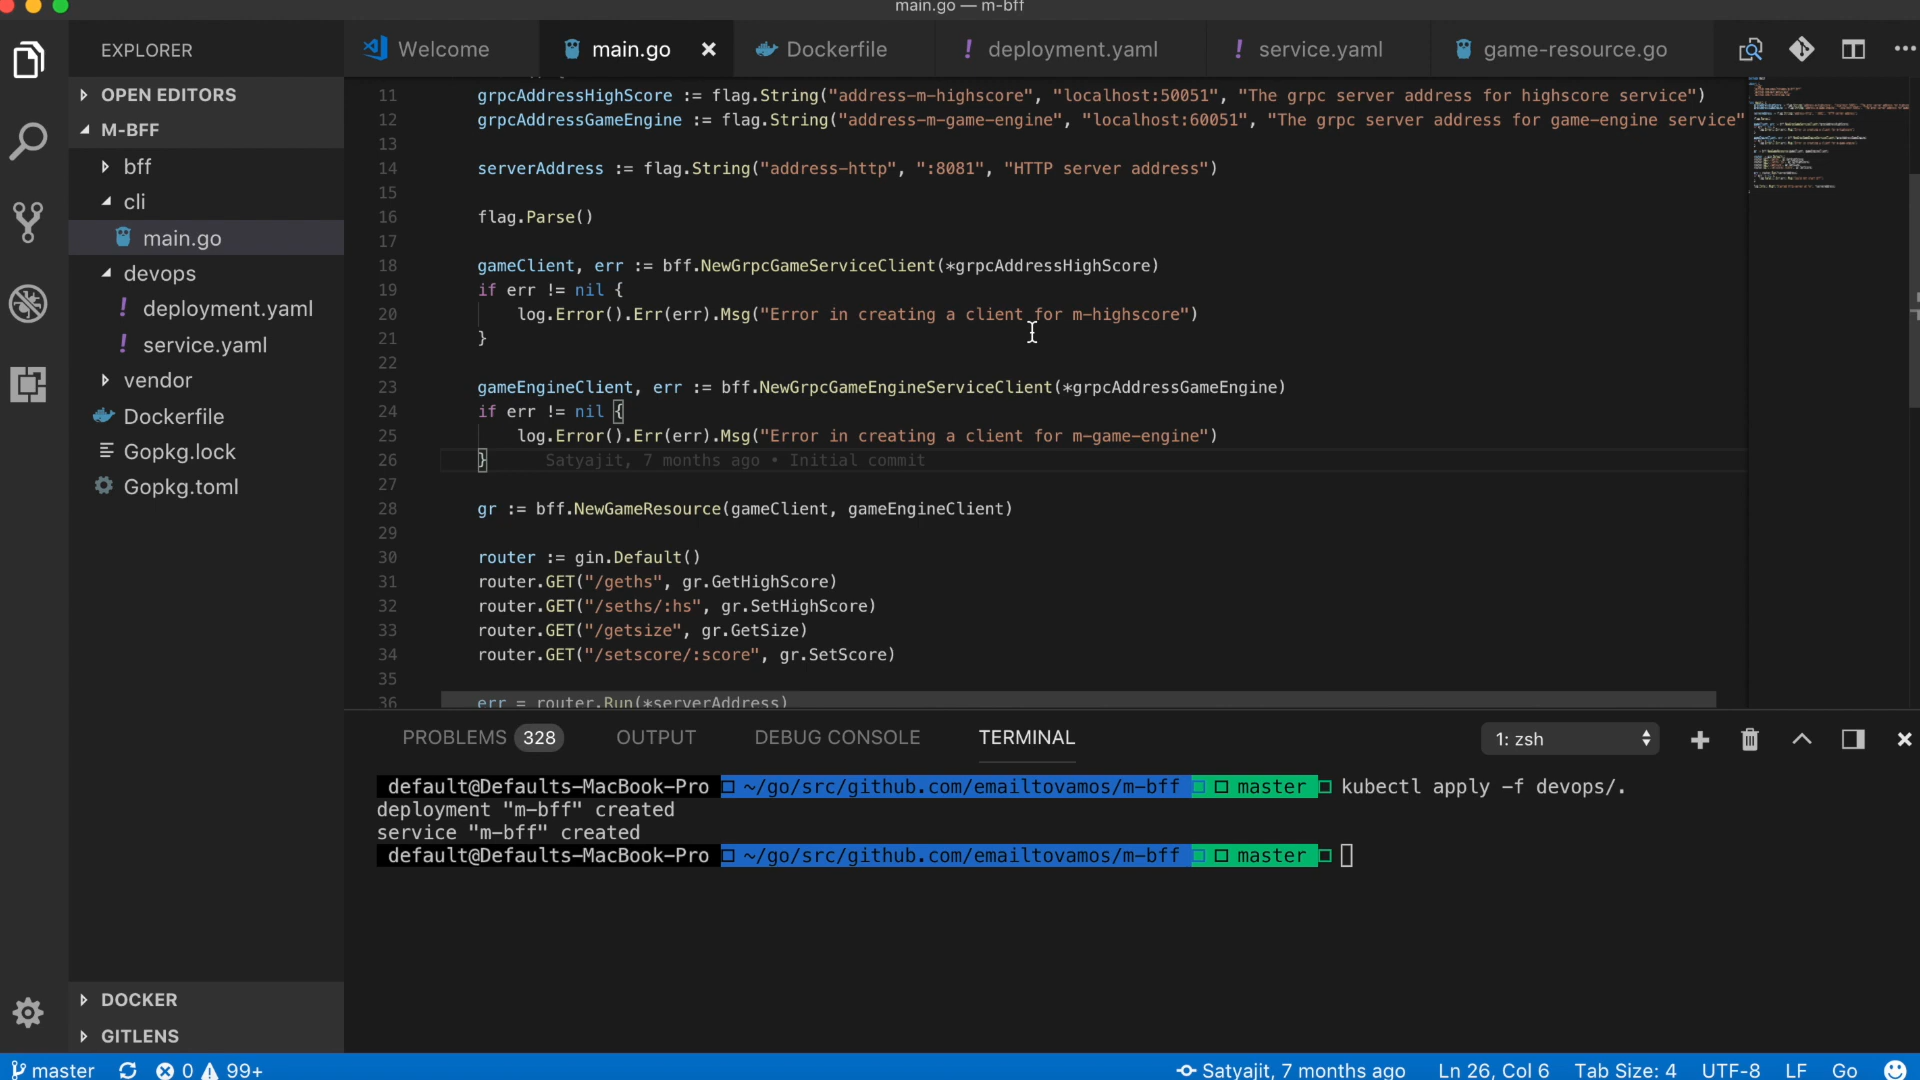 main.go — m-bff
EXPLORER
Welcome
main.go
Dockerfile
! deployment.yaml
! service.yaml
game-resource.go
OPEN EDITORS
M-BFF
bff
cli
main.go
devops
! deployment.yaml
! service.yaml
vendor
Dockerfile
Gopkg.lock
Gopkg.toml
DOCKER
GITLENS
11 grpcAddressHighScore := flag.String("address-m-highscore", "localhost:50051", "The grpc server address for highscore service")
12 grpcAddressGameEngine := flag.String("address-m-game-engine", "localhost:60051", "The grpc server address for game-engine service"
13
14 serverAddress := flag.String("address-http", ":8081", "HTTP server address")
15
16 flag.Parse()
17
18 gameClient, err := bff.NewGrpcGameServiceClient(*grpcAddressHighScore)
19 if err != nil {
20 log.Error().Err(err).Msg("Error in creating a client for m-highscore")
21 }
22
23 gameEngineClient, err := bff.NewGrpcGameEngineServiceClient(*grpcAddressGameEngine)
24 if err != nil {
25 log.Error().Err(err).Msg("Error in creating a client for m-game-engine")
26 } Satyajit, 7 months ago • Initial commit
27
28 gr := bff.NewGameResource(gameClient, gameEngineClient)
29
30 router := gin.Default()
31 router.GET("/geths", gr.GetHighScore)
32 router.GET("/seths/:hs", gr.SetHighScore)
33 router.GET("/getsize", gr.GetSize)
34 router.GET("/setscore/:score", gr.SetScore)
35
36 err = router.Run(*serverAddress)
PROBLEMS 328 OUTPUT DEBUG CONSOLE TERMINAL 1: zsh
default@Defaults-MacBook-Pro ~/go/src/github.com/emailtovamos/m-bff master kubectl apply -f devops/.
deployment "m-bff" created
service "m-bff" created
default@Defaults-MacBook-Pro ~/go/src/github.com/emailtovamos/m-bff master
master 0 99+ Satyajit, 7 months ago Ln 26, Col 6 Tab Size: 4 UTF-8 LF Go